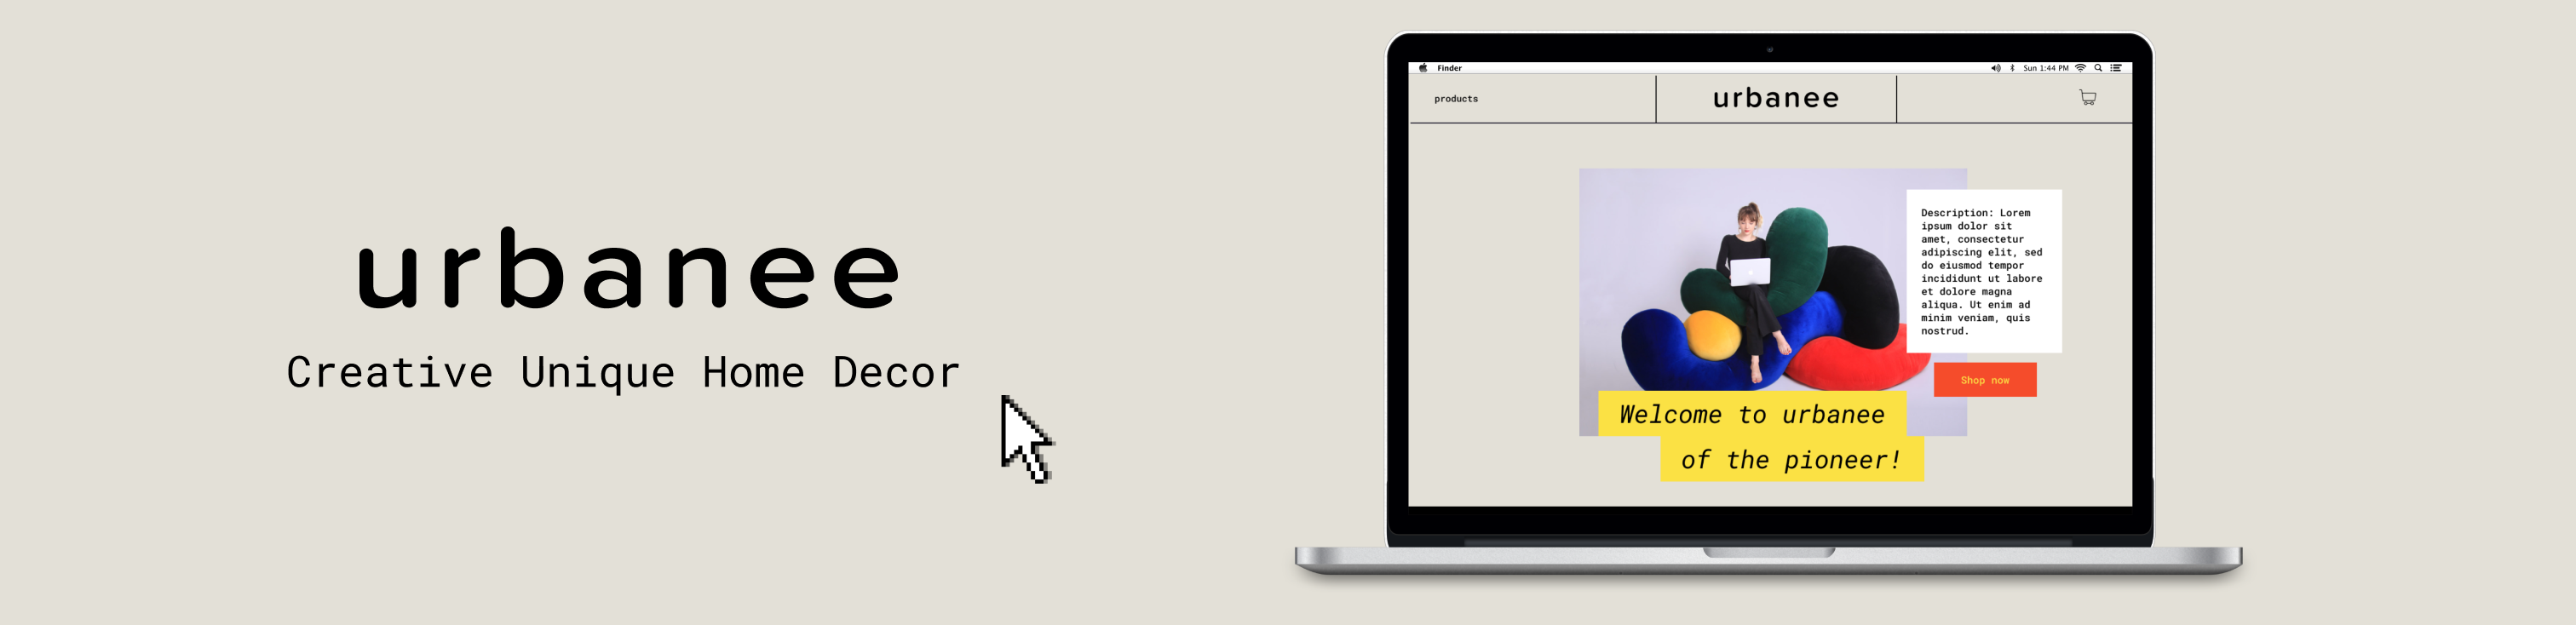 urbanee
Creative Unique Home Decor
Finder
Sun 1:44 PM
products
urbanee
Description: Lorem
ipsum dolor sit
amet, consectetur
adipiscing elit, sed
do eiusmod tempor
incididunt ut labore
et dolore magna
aliqua. Ut enim ad
minim veniam, quis
nostrud.
Shop now
Welcome to urbanee
of the pioneer!